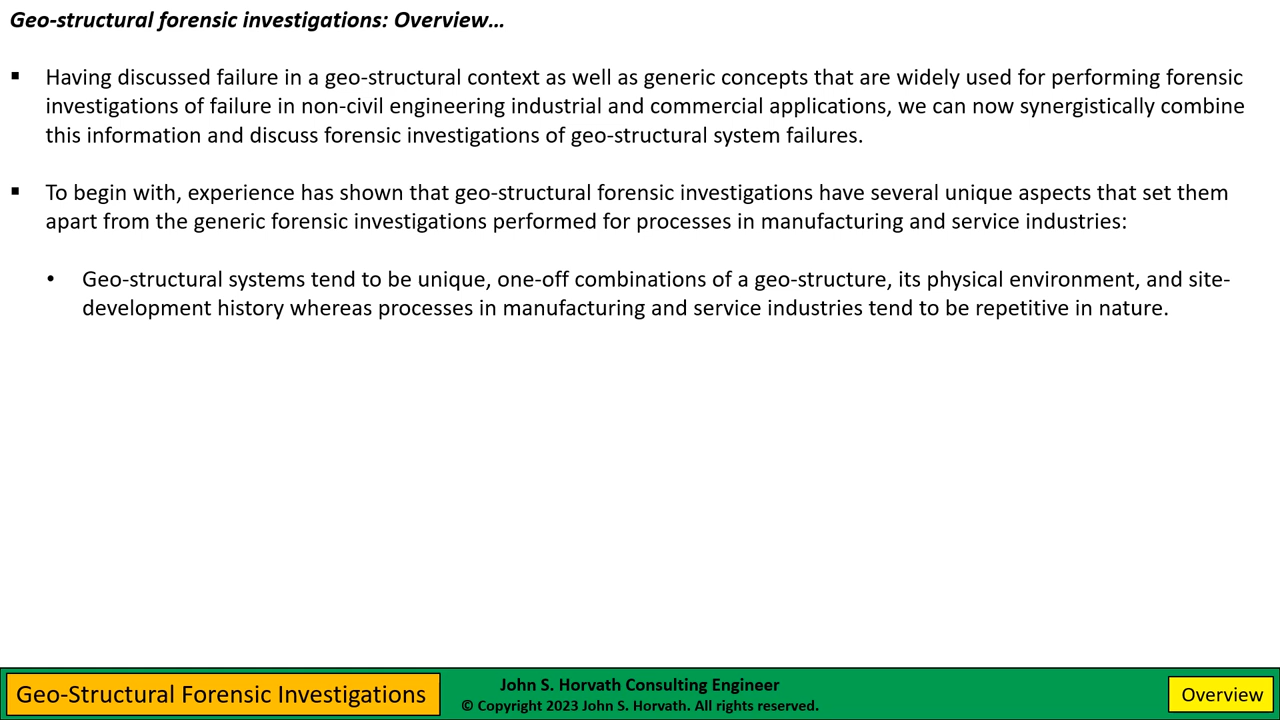 Geo-structural forensic investigations: Overview…
▪ Having discussed failure in a geo-structural context as well as generic concepts that are widely used for performing forensic
investigations of failure in non-civil engineering industrial and commercial applications, we can now synergistically combine
this information and discuss forensic investigations of geo-structural system failures.
▪ To begin with, experience has shown that geo-structural forensic investigations have several unique aspects that set them
apart from the generic forensic investigations performed for processes in manufacturing and service industries:
• Geo-structural systems tend to be unique, one-off combinations of a geo-structure, its physical environment, and site-
development history whereas processes in manufacturing and service industries tend to be repetitive in nature.
Geo-Structural Forensic Investigations
John S. Horvath Consulting Engineer
© Copyright 2023 John S. Horvath. All rights reserved.
Overview